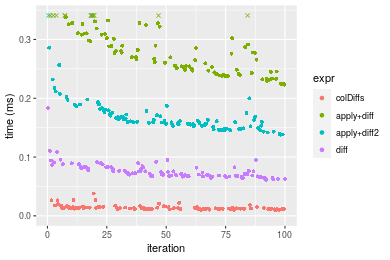 0.3
0.2
0.1
0.0
time (ms)
0
25
50
75
100
iteration
expr
colDiffs
apply+diff
apply+diff2
diff